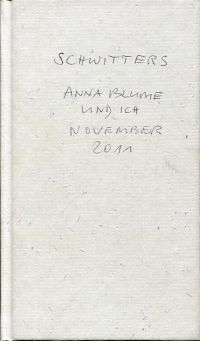 SCHWITTERS
ANNA BLUME
UND ICH
NOVEMBER
2011